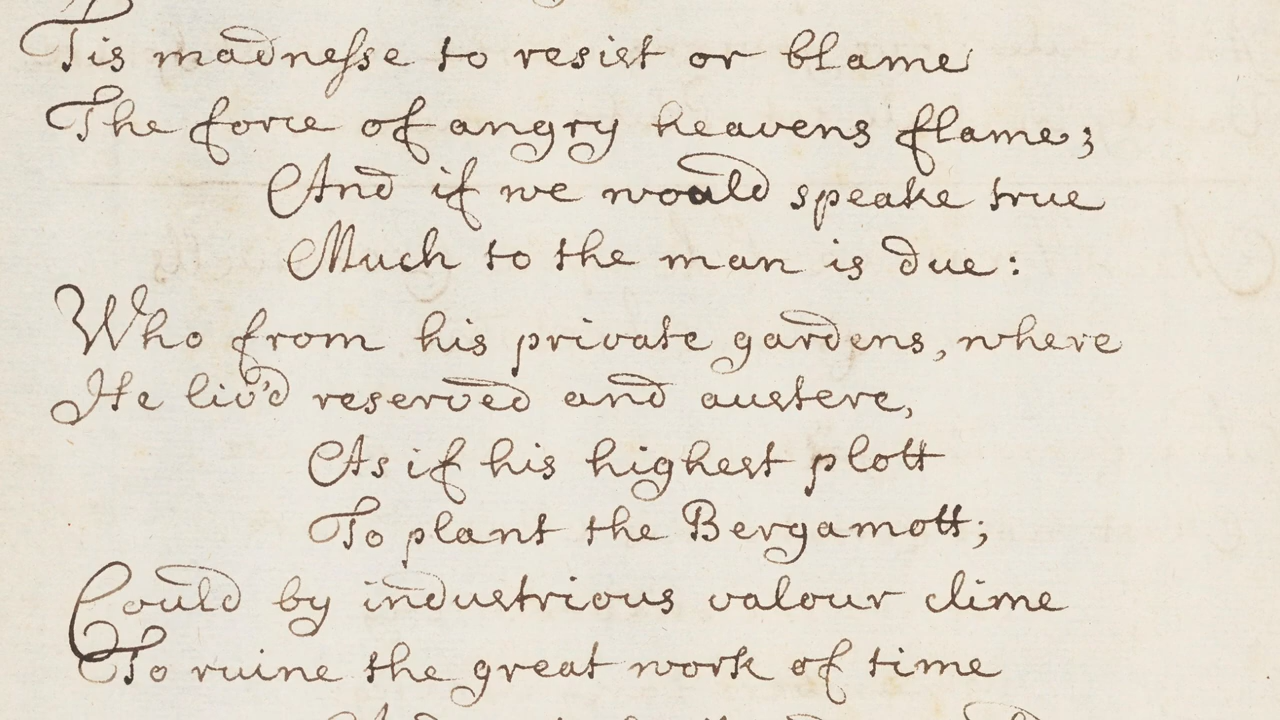 Tis madnesse to resist or blame
The force of angry heavens flame;
And if we would speake true
Much to the man is due:
Who from his private gardens, where
He liv'd reserved and austere,
As if his highest plott
To plant the Bergamott;
Could by industrious valour clime
To ruine the great work of time